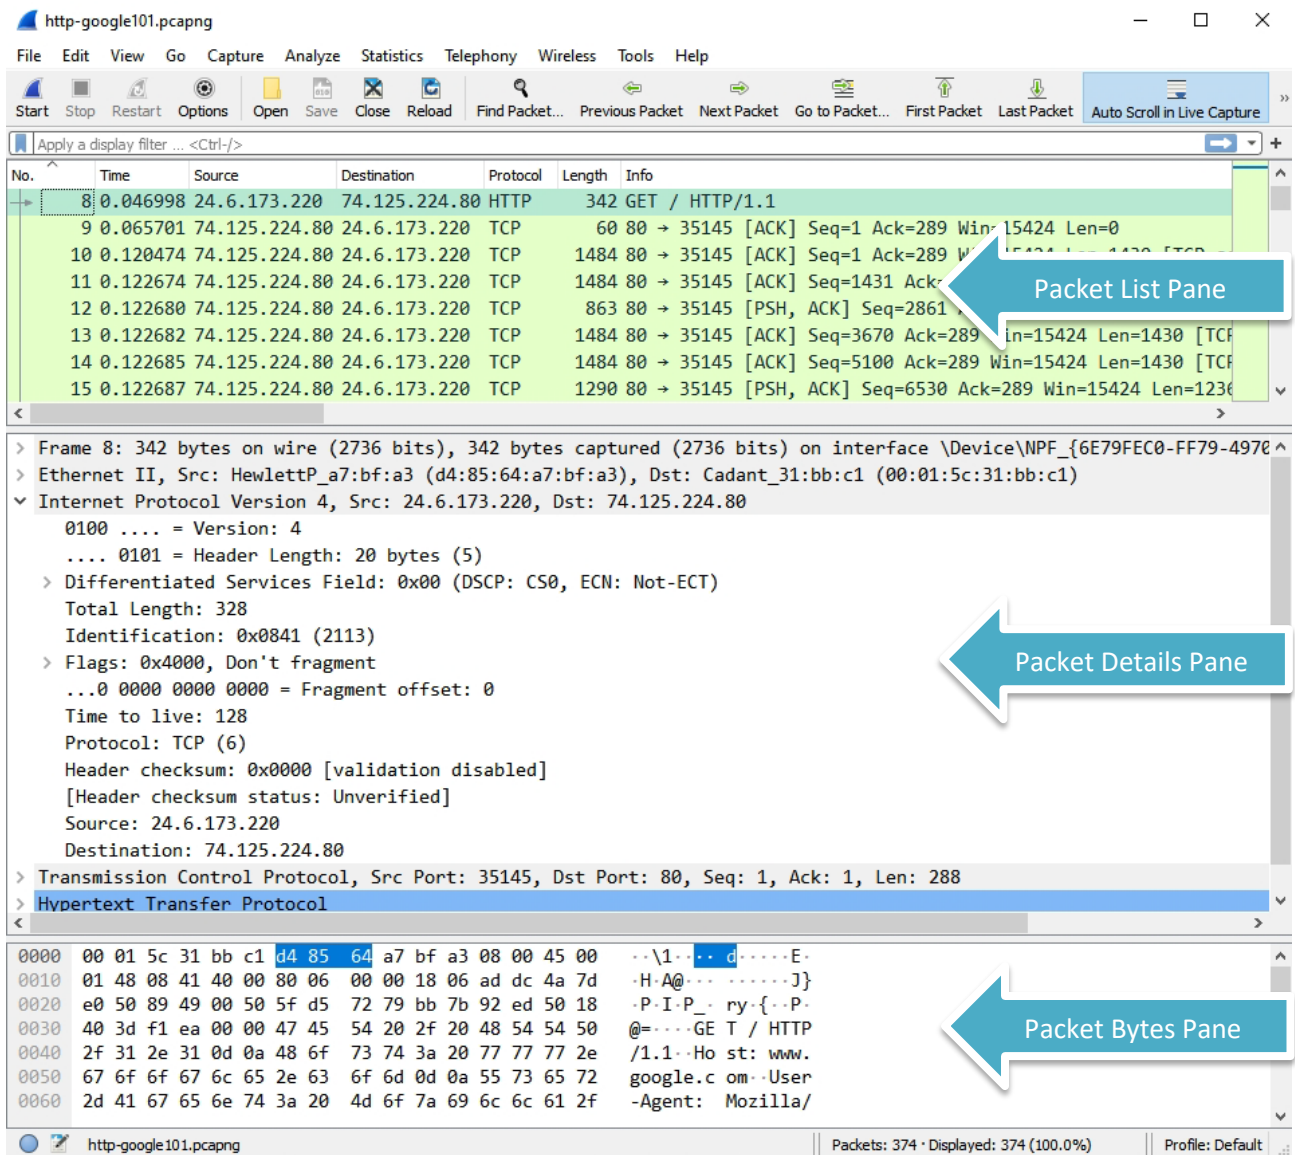 http-google101.pcapng
File Edit View Go Capture Analyze Statistics Telephony Wireless Tools Help
Start Stop Restart Options Open Save Close Reload Find Packet... Previous Packet Next Packet Go to Packet... First Packet Last Packet Auto Scroll in Live Capture »
Apply a display filter ... <Ctrl-/>
No. Time Source Destination Protocol Length Info
8 0.046998 24.6.173.220 74.125.224.80 HTTP 342 GET / HTTP/1.1
9 0.065701 74.125.224.80 24.6.173.220 TCP 60 80 → 35145 [ACK] Seq=1 Ack=289 Win=15424 Len=0
10 0.120474 74.125.224.80 24.6.173.220 TCP 1484 80 → 35145 [ACK] Seq=1 Ack=289
11 0.122674 74.125.224.80 24.6.173.220 TCP 1484 80 → 35145 [ACK] Seq=1431 Ack
12 0.122680 74.125.224.80 24.6.173.220 TCP 863 80 → 35145 [PSH, ACK] Seq=2861
13 0.122682 74.125.224.80 24.6.173.220 TCP 1484 80 → 35145 [ACK] Seq=3670 Ack=289 Win=15424 Len=1430 [TCP
14 0.122685 74.125.224.80 24.6.173.220 TCP 1484 80 → 35145 [ACK] Seq=5100 Ack=289 Win=15424 Len=1430 [TCP
15 0.122687 74.125.224.80 24.6.173.220 TCP 1290 80 → 35145 [PSH, ACK] Seq=6530 Ack=289 Win=15424 Len=1236
Packet List Pane
Frame 8: 342 bytes on wire (2736 bits), 342 bytes captured (2736 bits) on interface \Device\NPF_{6E79FEC0-FF79-4970
Ethernet II, Src: HewlettP_a7:bf:a3 (d4:85:64:a7:bf:a3), Dst: Cadant_31:bb:c1 (00:01:5c:31:bb:c1)
Internet Protocol Version 4, Src: 24.6.173.220, Dst: 74.125.224.80
0100 .... = Version: 4
.... 0101 = Header Length: 20 bytes (5)
Differentiated Services Field: 0x00 (DSCP: CS0, ECN: Not-ECT)
Total Length: 328
Identification: 0x0841 (2113)
Flags: 0x4000, Don't fragment
...0 0000 0000 0000 = Fragment offset: 0
Time to live: 128
Protocol: TCP (6)
Header checksum: 0x0000 [validation disabled]
[Header checksum status: Unverified]
Source: 24.6.173.220
Destination: 74.125.224.80
Packet Details Pane
Transmission Control Protocol, Src Port: 35145, Dst Port: 80, Seq: 1, Ack: 1, Len: 288
Hypertext Transfer Protocol
0000 00 01 5c 31 bb c1 d4 85 64 a7 bf a3 08 00 45 00 ··\1···· d·····E·
0010 01 48 08 41 40 00 80 06 00 00 18 06 ad dc 4a 7d ·H·A@··· ······J}
0020 e0 50 89 49 00 50 5f d5 72 79 bb 7b 92 ed 50 18 ·P·I·P_· ry·{··P·
0030 40 3d f1 ea 00 00 47 45 54 20 2f 20 48 54 54 50 @=····GE T / HTTP
0040 2f 31 2e 31 0d 0a 48 6f 73 74 3a 20 77 77 77 2e /1.1··Ho st: www.
0050 67 6f 6f 67 6c 65 2e 63 6f 6d 0d 0a 55 73 65 72 google.c om··User
0060 2d 41 67 65 6e 74 3a 20 4d 6f 7a 69 6c 6c 61 2f -Agent: Mozilla/
Packet Bytes Pane
http-google101.pcapng Packets: 374 · Displayed: 374 (100.0%) Profile: Default